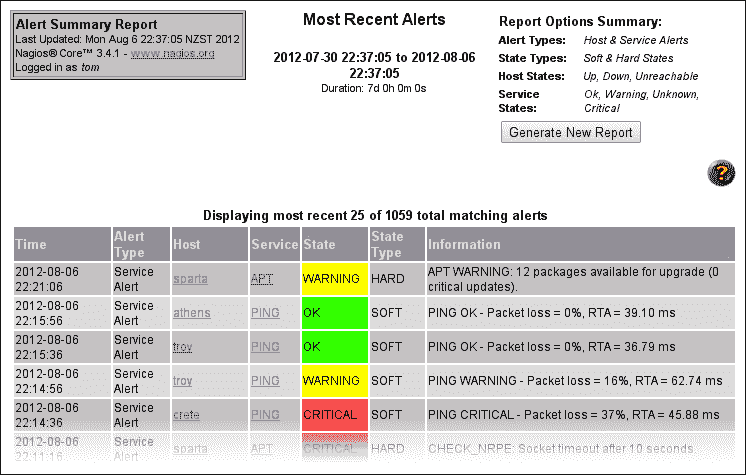 Alert Summary Report
Last Updated: Mon Aug 6 22:37:05 NZST 2012
Nagios® Core™ 3.4.1 - www.nagios.org
Logged in as tom
Most Recent Alerts
2012-07-30 22:37:05 to 2012-08-06
22:37:05
Duration: 7d 0h 0m 0s
Report Options Summary:
Alert Types: Host & Service Alerts
State Types: Soft & Hard States
Host States: Up, Down, Unreachable
Service Ok, Warning, Unknown,
States: Critical
Generate New Report
?
Displaying most recent 25 of 1059 total matching alerts
Time Alert Type Host Service State State Type Information
2012-08-06 Service sparta APT WARNING HARD APT WARNING: 12 packages available for upgrade (0
22:21:06 Alert critical updates).
2012-08-06 Service athens PING OK SOFT PING OK - Packet loss = 0%, RTA = 39.10 ms
22:15:56 Alert
2012-08-06 Service troy PING OK SOFT PING OK - Packet loss = 0%, RTA = 36.79 ms
22:15:36 Alert
2012-08-06 Service troy PING WARNING SOFT PING WARNING - Packet loss = 16%, RTA = 62.74 ms
22:14:56 Alert
2012-08-06 Service crete PING CRITICAL SOFT PING CRITICAL - Packet loss = 37%, RTA = 45.88 ms
22:14:36 Alert
2012-08-06 Service sparta APT CRITICAL HARD CHECK_NRPE: Socket timeout after 10 seconds.
22:11:16 Alert